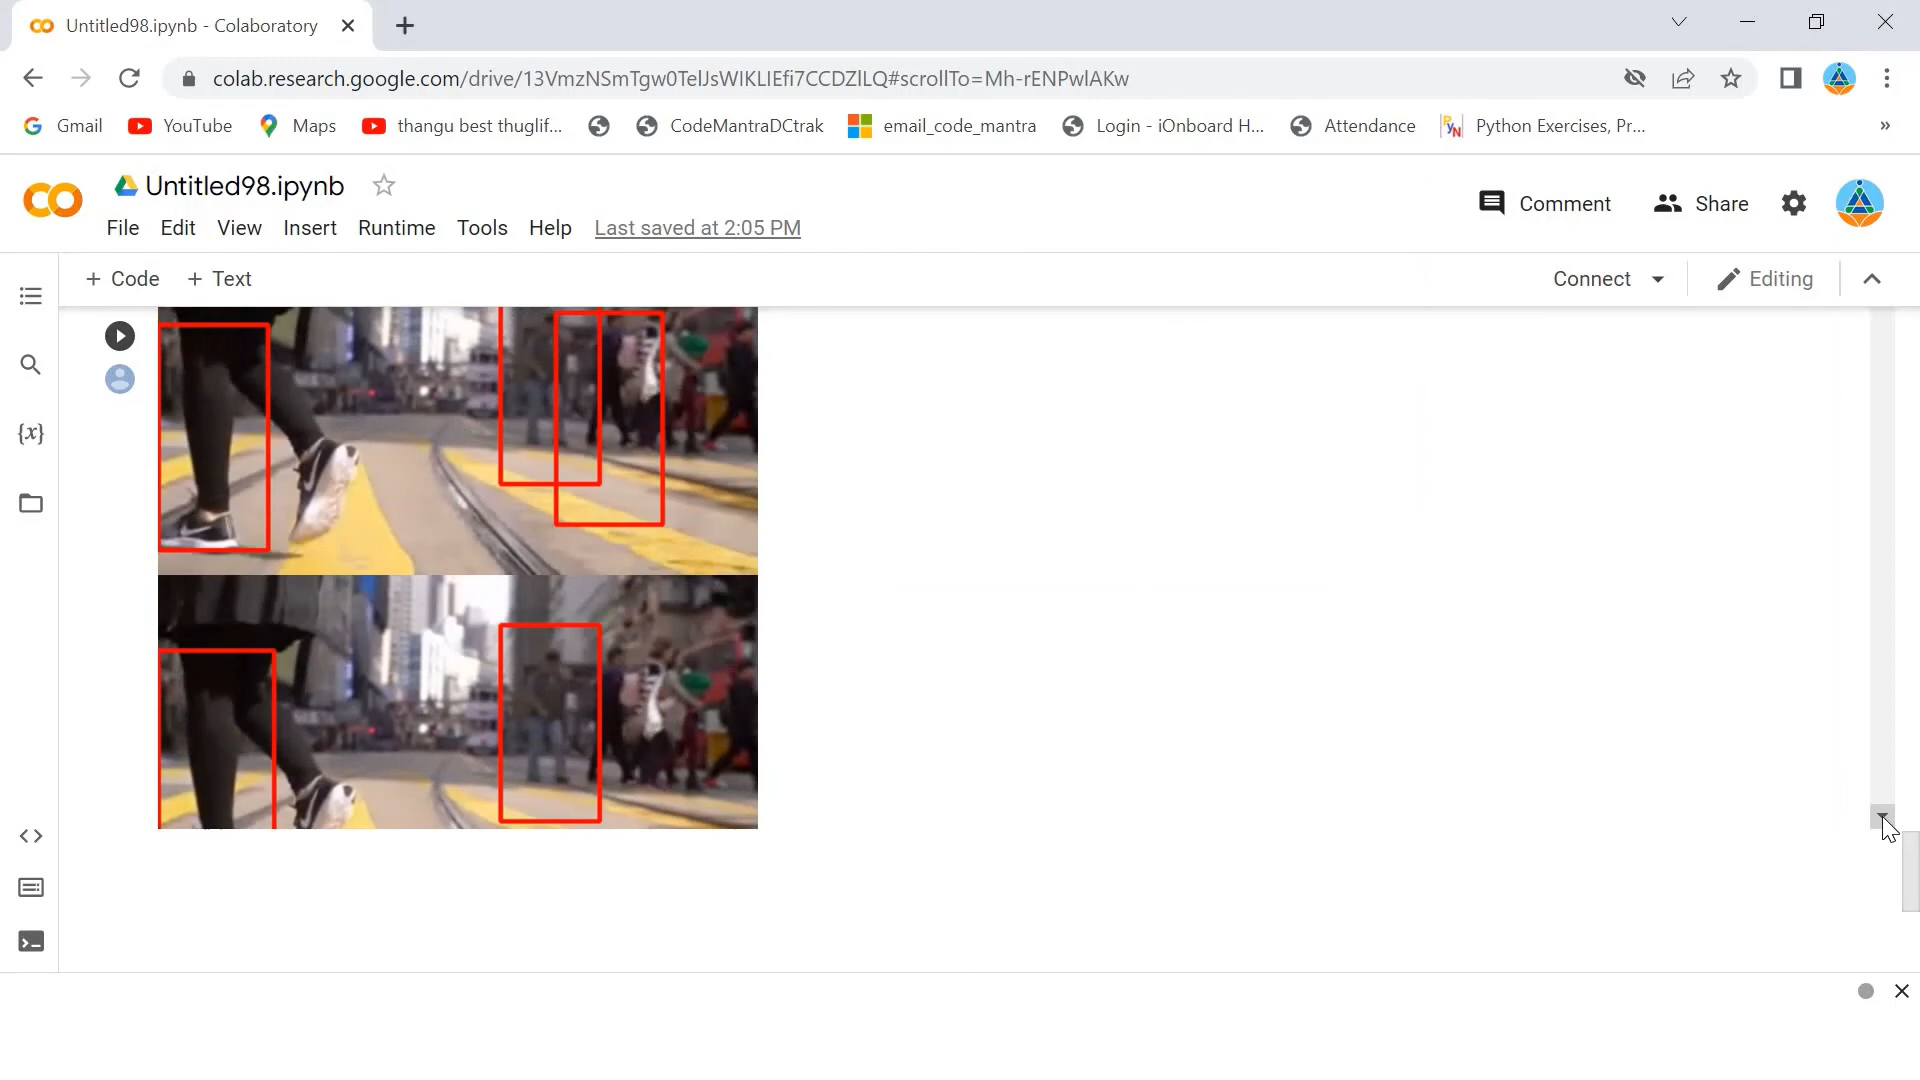 Untitled98.ipynb - Colaboratory
colab.research.google.com/drive/13VmzNSmTgw0TelJsWIKLIEfi7CCDZlLQ#scrollTo=Mh-rENPwlAKw
Gmail YouTube Maps thangu best thuglif... CodeMantraDCtrak email_code_mantra Login - iOnboard H... Attendance Python Exercises, Pr... »
Untitled98.ipynb
Comment Share
File Edit View Insert Runtime Tools Help Last saved at 2:05 PM
+ Code + Text Connect Editing
{x}